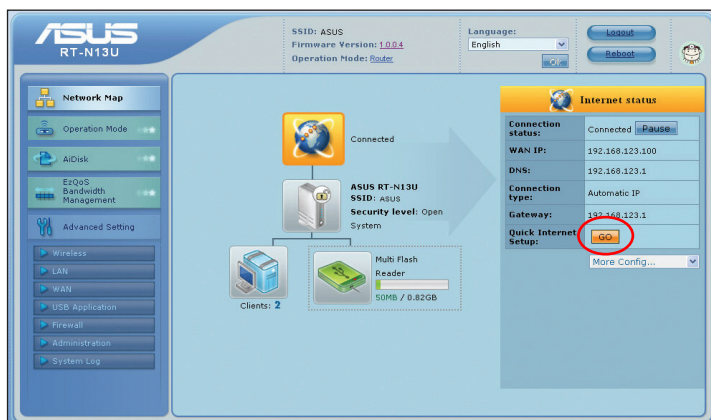 ASUS
RT-N13U
SSID: ASUS
Firmware Version: 1.0.0.4
Operation Mode: Router
Language:
English
OK
Logout
Reboot
Network Map
Operation Mode
AiDisk
EzQoS
Bandwidth
Management
Advanced Setting
Wireless
LAN
WAN
USB Application
Firewall
Administration
System Log
Connected
ASUS RT-N13U
SSID: ASUS
Security level: Open
System
Clients: 2
Multi Flash
Reader
50MB / 0.82GB
Internet status
Connection
status:
Connected Pause
WAN IP: 192.168.123.100
DNS: 192.168.123.1
Connection
type:
Automatic IP
Gateway: 192.168.123.1
Quick Internet
Setup:
GO
More Config...